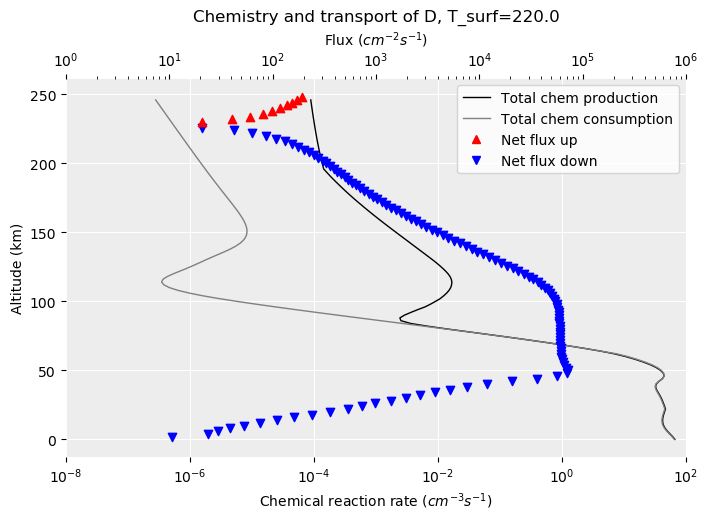 Chemistry and transport of D, T_surf=220.0
Flux (cm⁻²s⁻¹)
10⁰ 10¹ 10² 10³ 10⁴ 10⁵ 10⁶
Total chem production
Total chem consumption
Net flux up
Net flux down
250
200
150
100
50
0
Altitude (km)
10⁻⁸ 10⁻⁶ 10⁻⁴ 10⁻² 10⁰ 10²
Chemical reaction rate (cm⁻³s⁻¹)